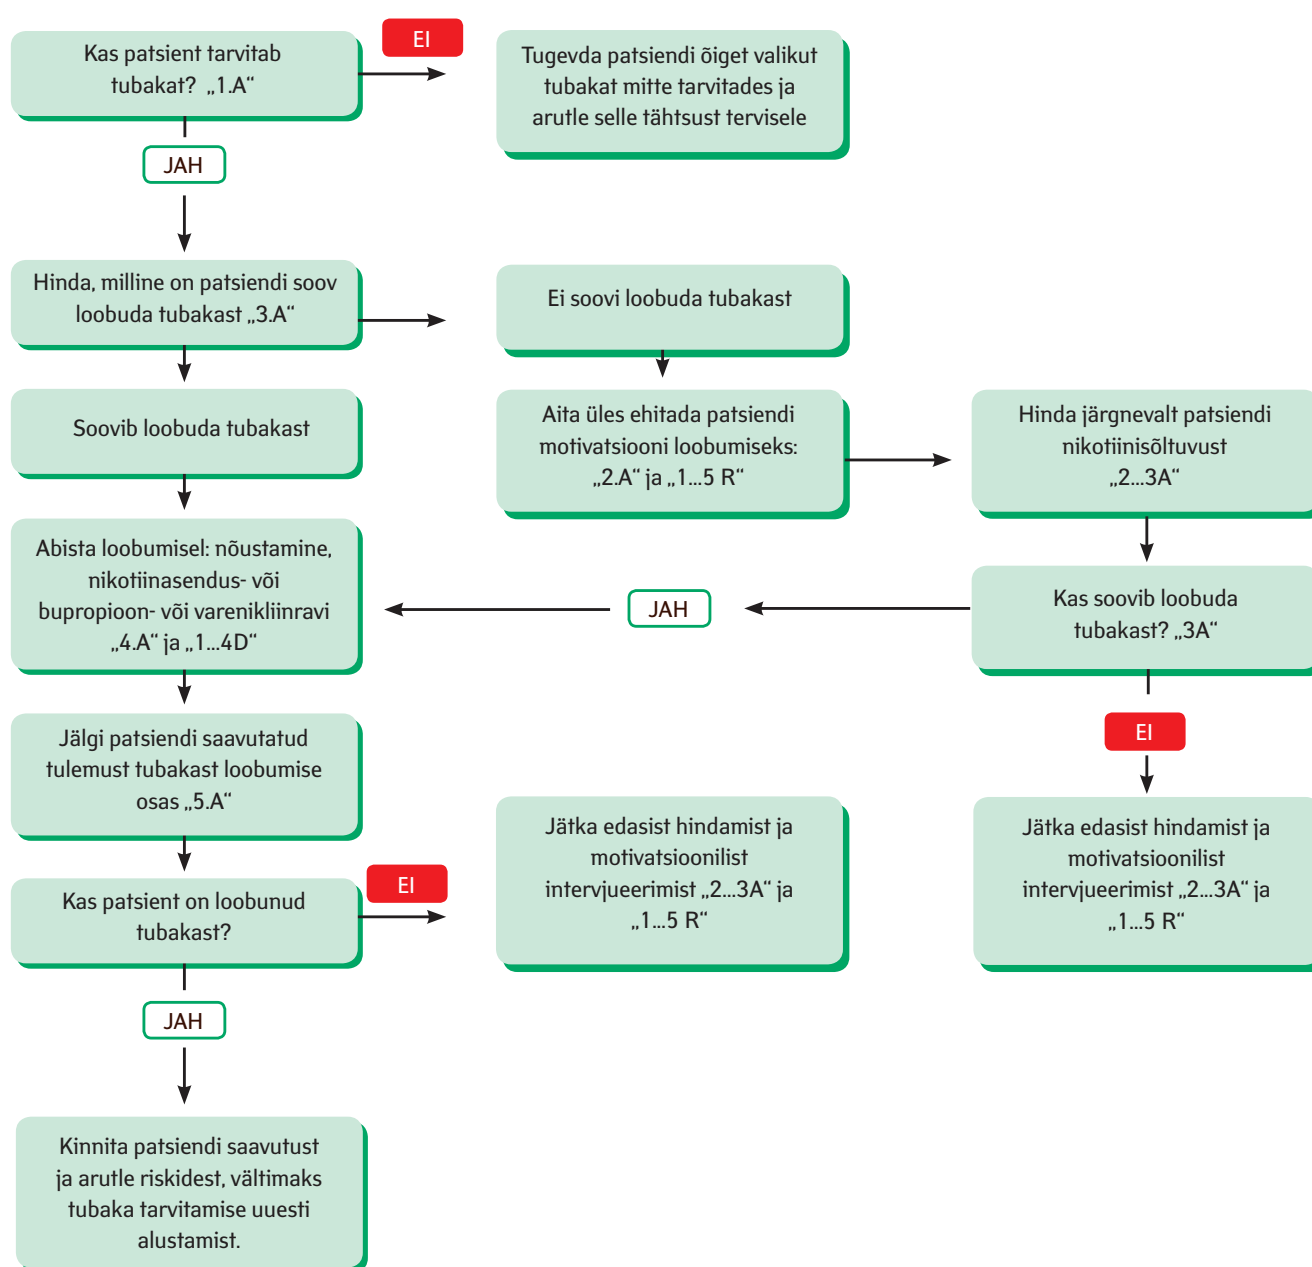 Kas patsient tarvitab
tubakat? „1.A“
EI
Tugevda patsiendi õiget valikut
tubakat mitte tarvitades ja
arutle selle tähtsust tervisele
JAH
Hinda, milline on patsiendi soov
loobuda tubakast „3.A“
Ei soovi loobuda tubakast
Soovib loobuda tubakast
Aita üles ehitada patsiendi
motivatsiooni loobumiseks:
„2.A“ ja „1...5 R“
Hinda järgnevalt patsiendi
nikotiinisõltuvust
„2...3A“
Abista loobumisel: nõustamine,
nikotiinasendus- või
bupropioon- või varenikliinravi
„4.A“ ja „1...4D“
JAH
Kas soovib loobuda
tubakast? „3A“
EI
Jälgi patsiendi saavutatud
tulemust tubakast loobumise
osas „5.A“
Jätka edasist hindamist ja
motivatsioonilist
intervjueerimist „2...3A“ ja
„1...5 R“
Jätka edasist hindamist ja
motivatsioonilist
intervjueerimist „2...3A“ ja
„1...5 R“
Kas patsient on loobunud
tubakast?
EI
JAH
Kinnita patsiendi saavutust
ja arutle riskidest, vältimaks
tubaka tarvitamise uuesti
alustamist.